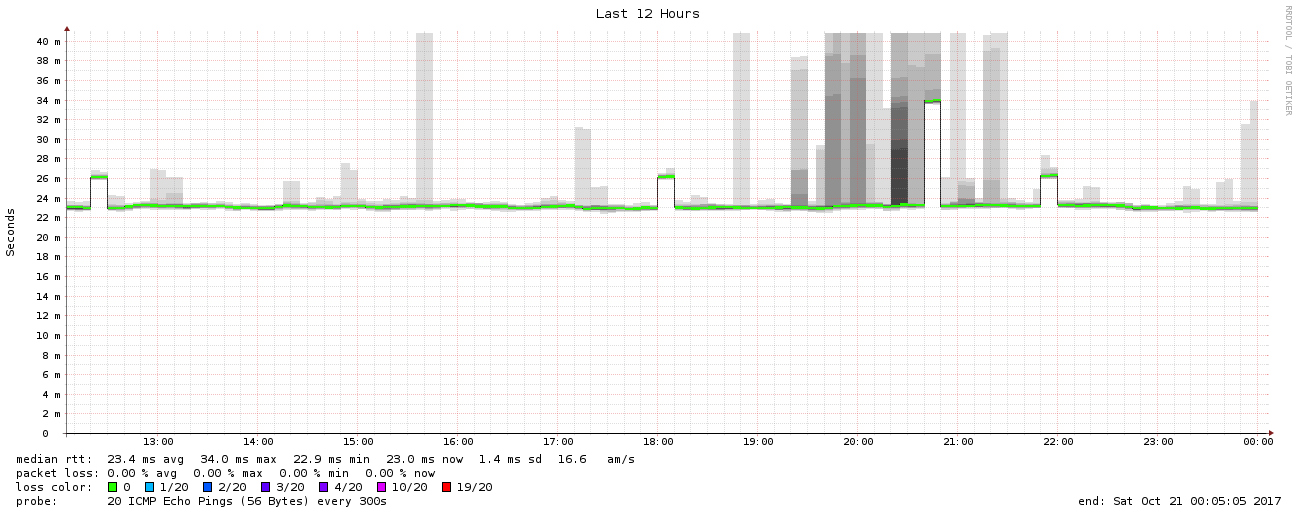 Last 12 Hours
RRDTOOL / TOBI OETIKER
Seconds
40 m
38 m
36 m
34 m
32 m
30 m
28 m
26 m
24 m
22 m
20 m
18 m
16 m
14 m
12 m
10 m
8 m
6 m
4 m
2 m
0
13:00 14:00 15:00 16:00 17:00 18:00 19:00 20:00 21:00 22:00 23:00 00:00
median rtt: 23.4 ms avg 34.0 ms max 22.9 ms min 23.0 ms now 1.4 ms sd 16.6 am/s
packet loss: 0.00 % avg 0.00 % max 0.00 % min 0.00 % now
loss color: 0 1/20 2/20 3/20 4/20 10/20 19/20
probe: 20 ICMP Echo Pings (56 Bytes) every 300s end: Sat Oct 21 00:05:05 2017